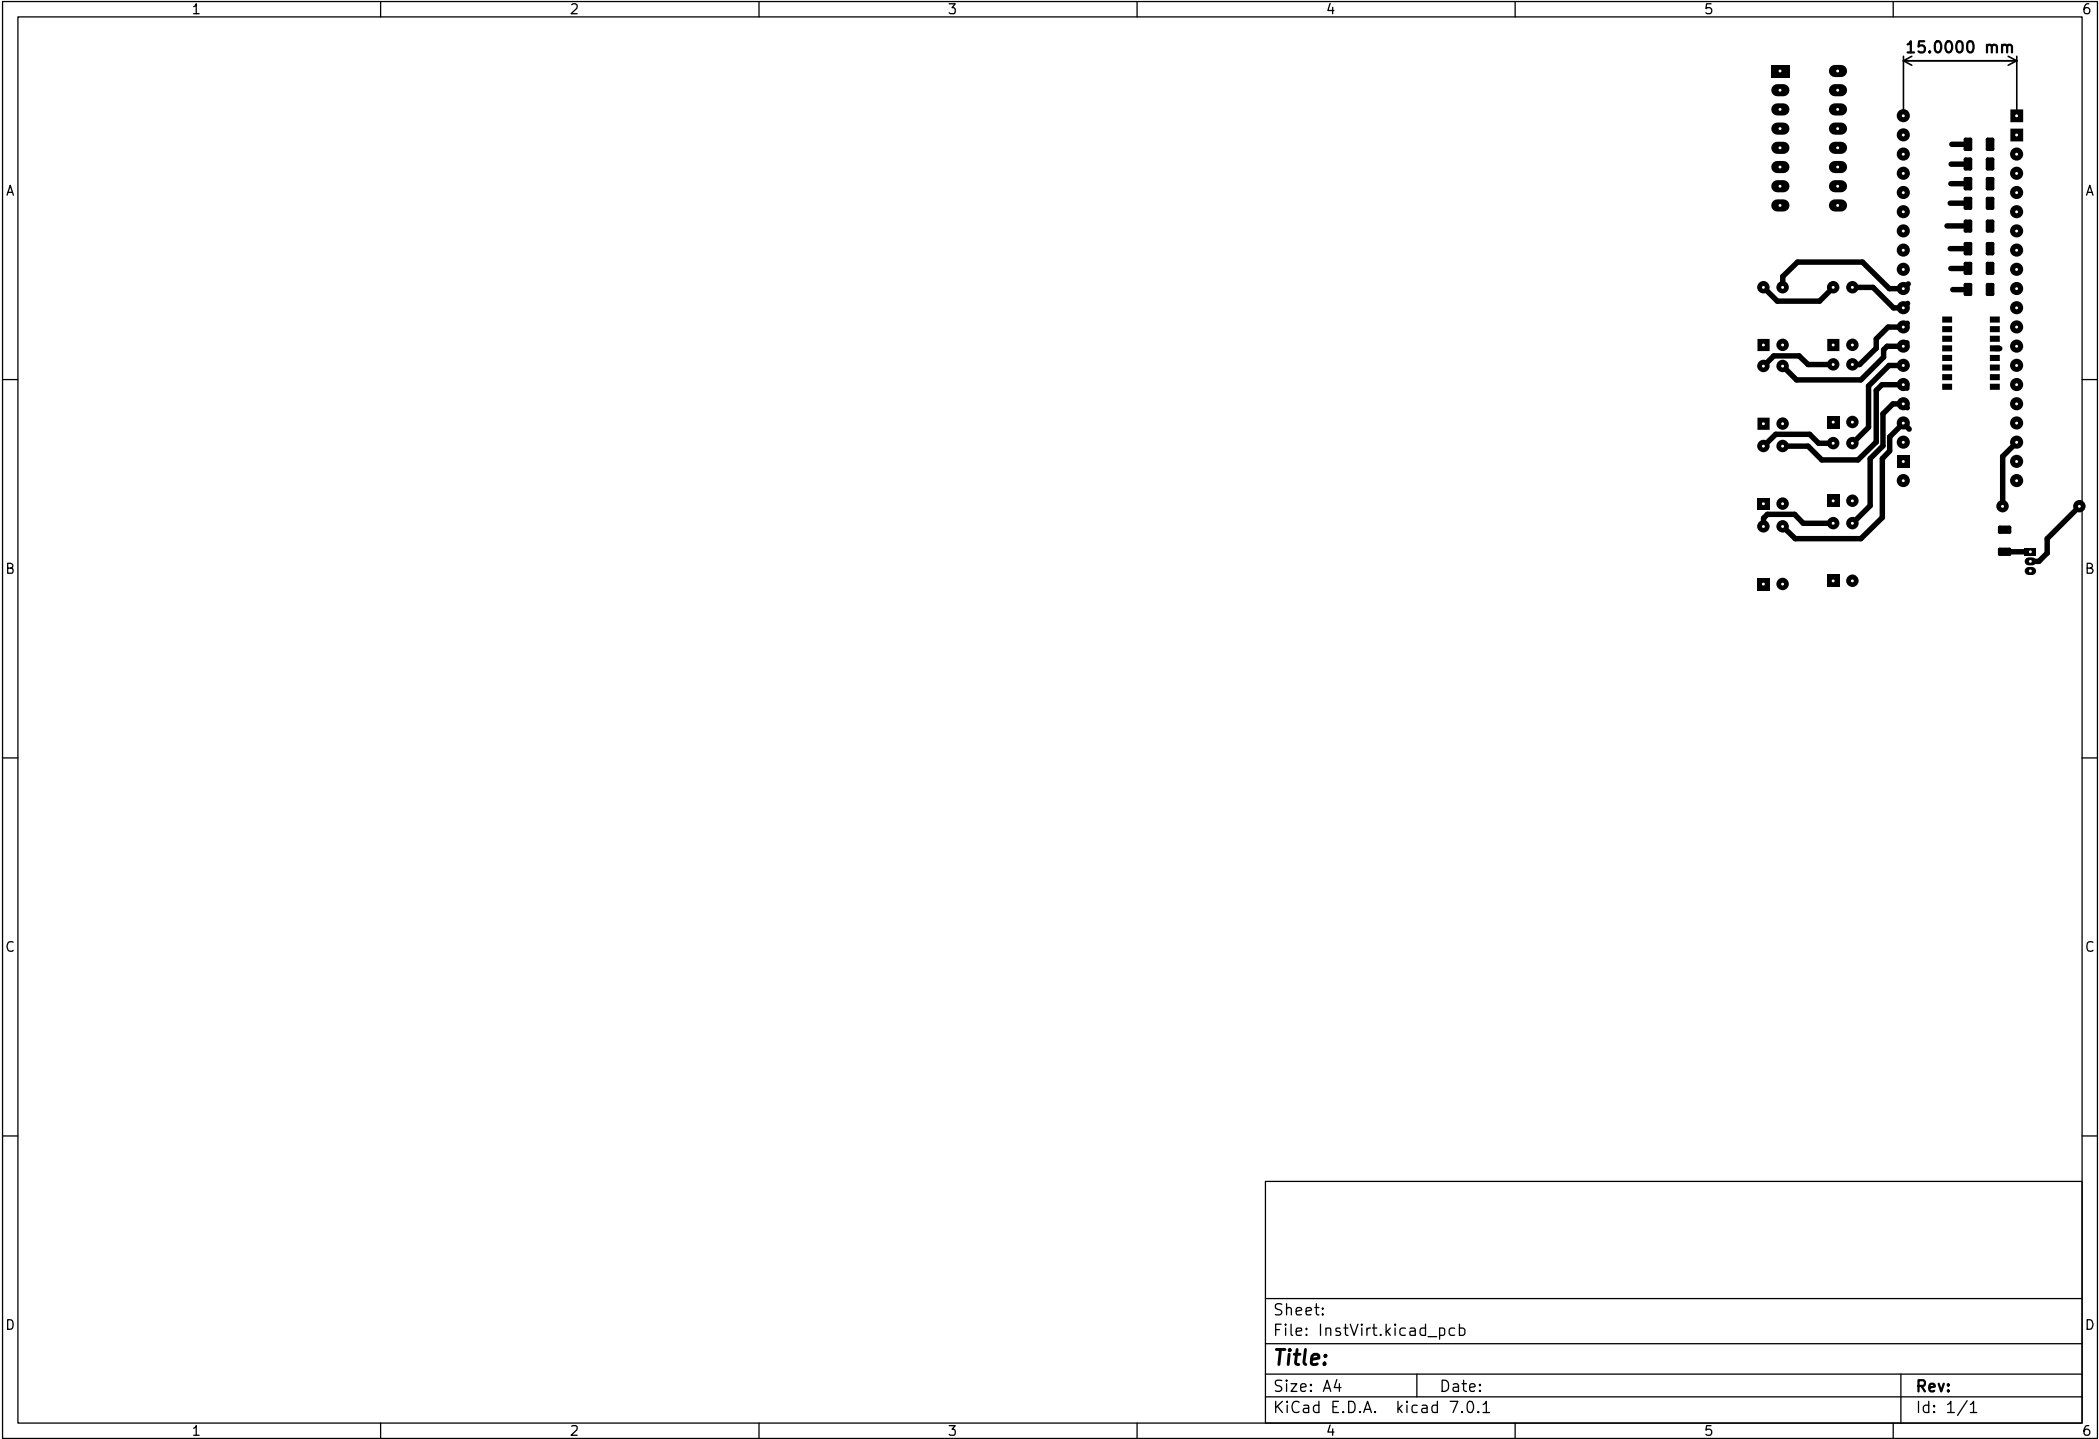 1 2 3 4 5 6
15.0000 mm
A A
B B
C C
Sheet:
D File: InstVirt.kicad_pcb D
Title:
Size: A4 Date: Rev:
KiCad E.D.A. kicad 7.0.1 Id: 1/1
1 2 3 4 5 6